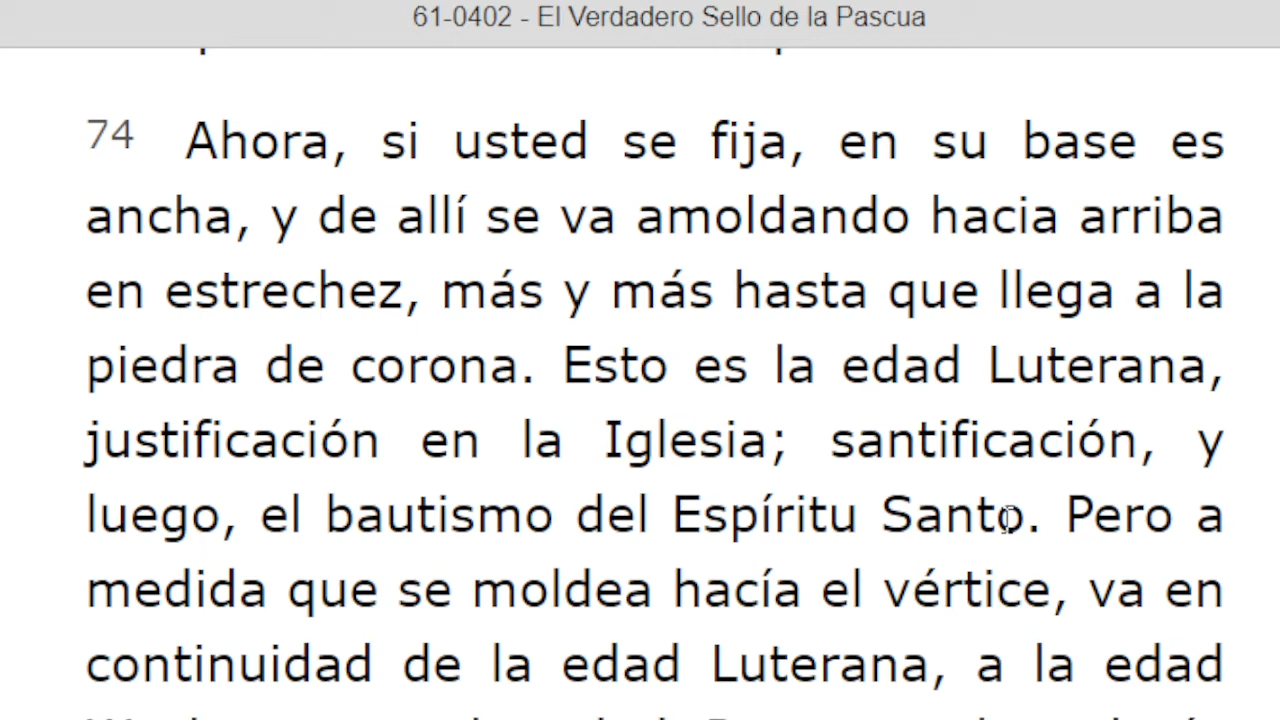 61-0402 - El Verdadero Sello de la Pascua
74 Ahora, si usted se fija, en su base es
ancha, y de allí se va amoldando hacia arriba
en estrechez, más y más hasta que llega a la
piedra de corona. Esto es la edad Luterana,
justificación en la Iglesia; santificación, y
luego, el bautismo del Espíritu Santo. Pero a
medida que se moldea hacía el vértice, va en
continuidad de la edad Luterana, a la edad